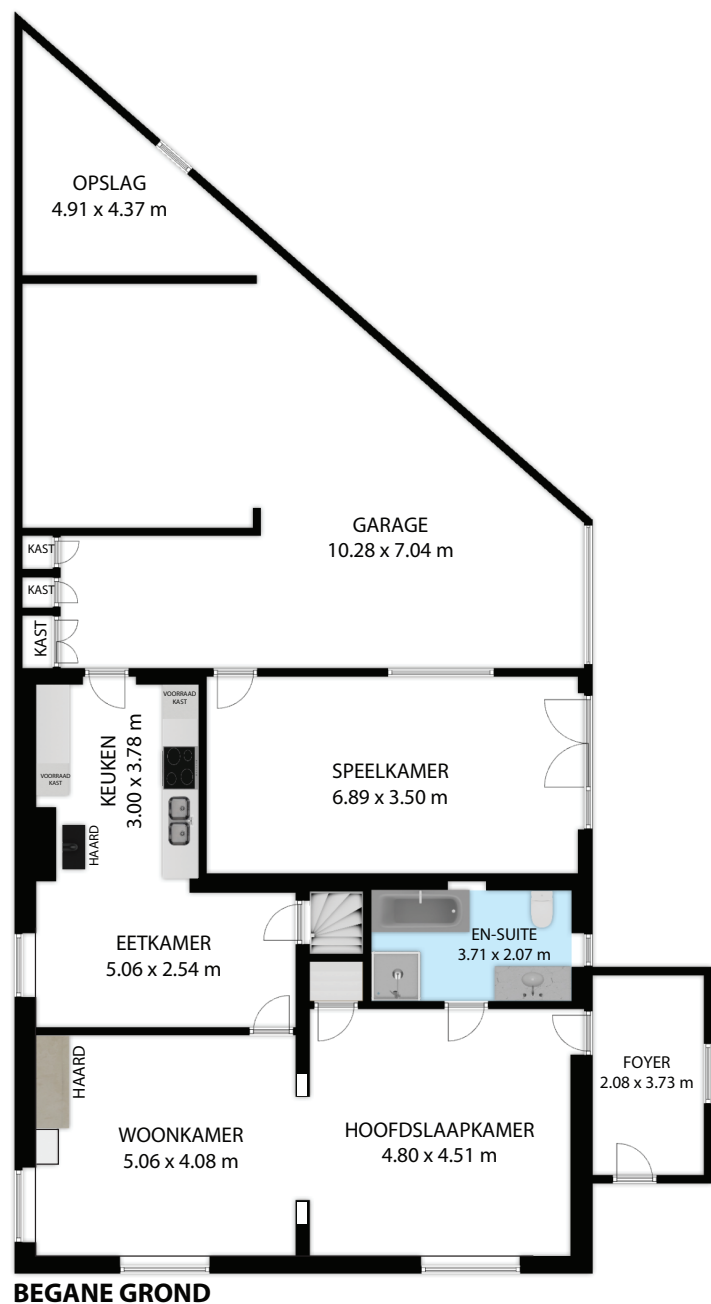 OPSLAG
4.91 x 4.37 m
GARAGE
10.28 x 7.04 m
KAST
KAST
KAST
VOORRAAD
KAST
KEUKEN
3.00 x 3.78 m
VOORRAAD
KAST
HAARD
SPEELKAMER
6.89 x 3.50 m
EETKAMER
5.06 x 2.54 m
EN-SUITE
3.71 x 2.07 m
HAARD
FOYER
2.08 x 3.73 m
WOONKAMER
5.06 x 4.08 m
HOOFDSLAAPKAMER
4.80 x 4.51 m
BEGANE GROND